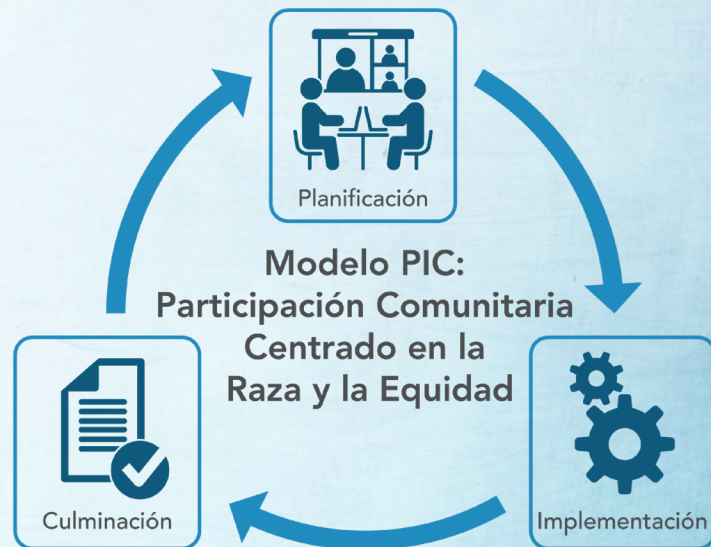 Planificación
Modelo PIC:
Participación Comunitaria
Centrado en la
Raza y la Equidad
Culminación
Implementación